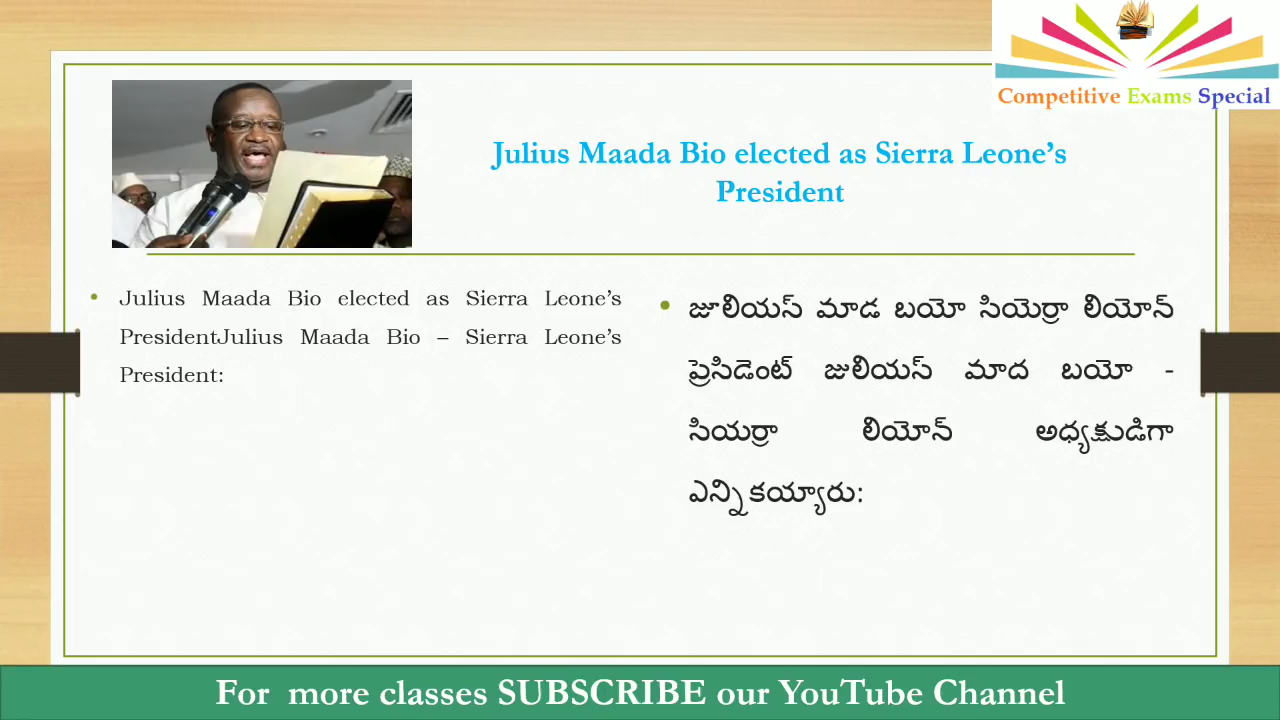 Competitive Exams Special
Julius Maada Bio elected as Sierra Leone’s
President
Julius Maada Bio elected as Sierra Leone’s
PresidentJulius Maada Bio – Sierra Leone’s
President:
జూలియస్ మాడ బయో సియెర్రా లియోన్
ప్రెసిడెంట్ జులియస్ మాద బయో -
సియర్రా లియోన్ అధ్యక్షుడిగా
ఎన్నికయ్యారు:
For more classes SUBSCRIBE our YouTube Channel